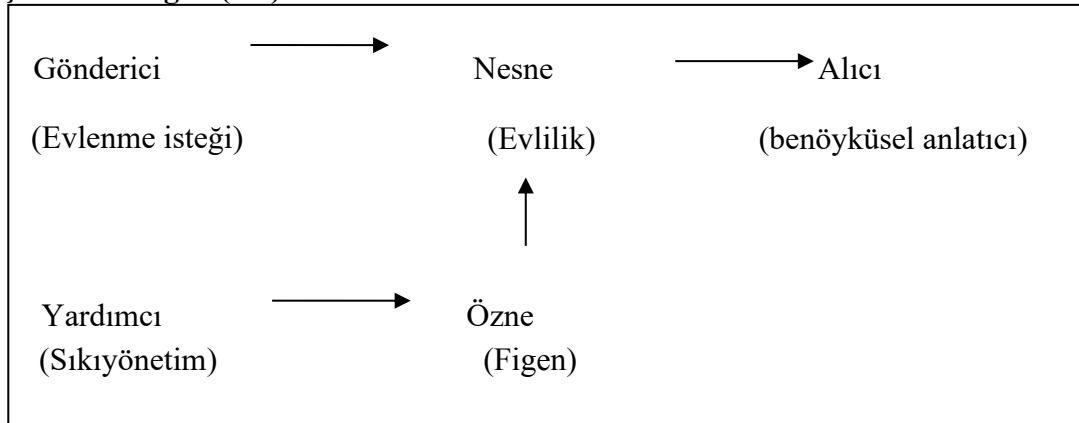 Gönderici Nesne Alıcı
(Evlenme isteği) (Evlilik) (benöyküsel anlatıcı)
Yardımcı Özne
(Sıkıyönetim) (Figen)